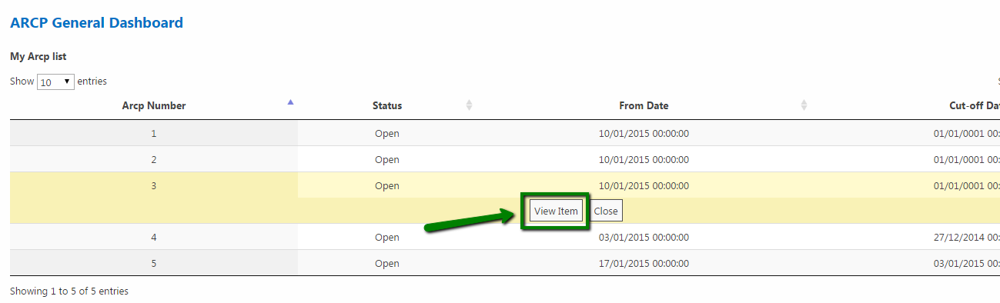 ARCP General Dashboard
My Arcp list
Show 10 entries S
Arcp Number Status From Date Cut-off Da
1 Open 10/01/2015 00:00:00 01/01/0001 00:
2 Open 10/01/2015 00:00:00 01/01/0001 00:
3 Open 10/01/2015 00:00:00 01/01/0001 00:
View Item Close
4 Open 03/01/2015 00:00:00 27/12/2014 00:
5 Open 17/01/2015 00:00:00 03/01/2015 00:
Showing 1 to 5 of 5 entries